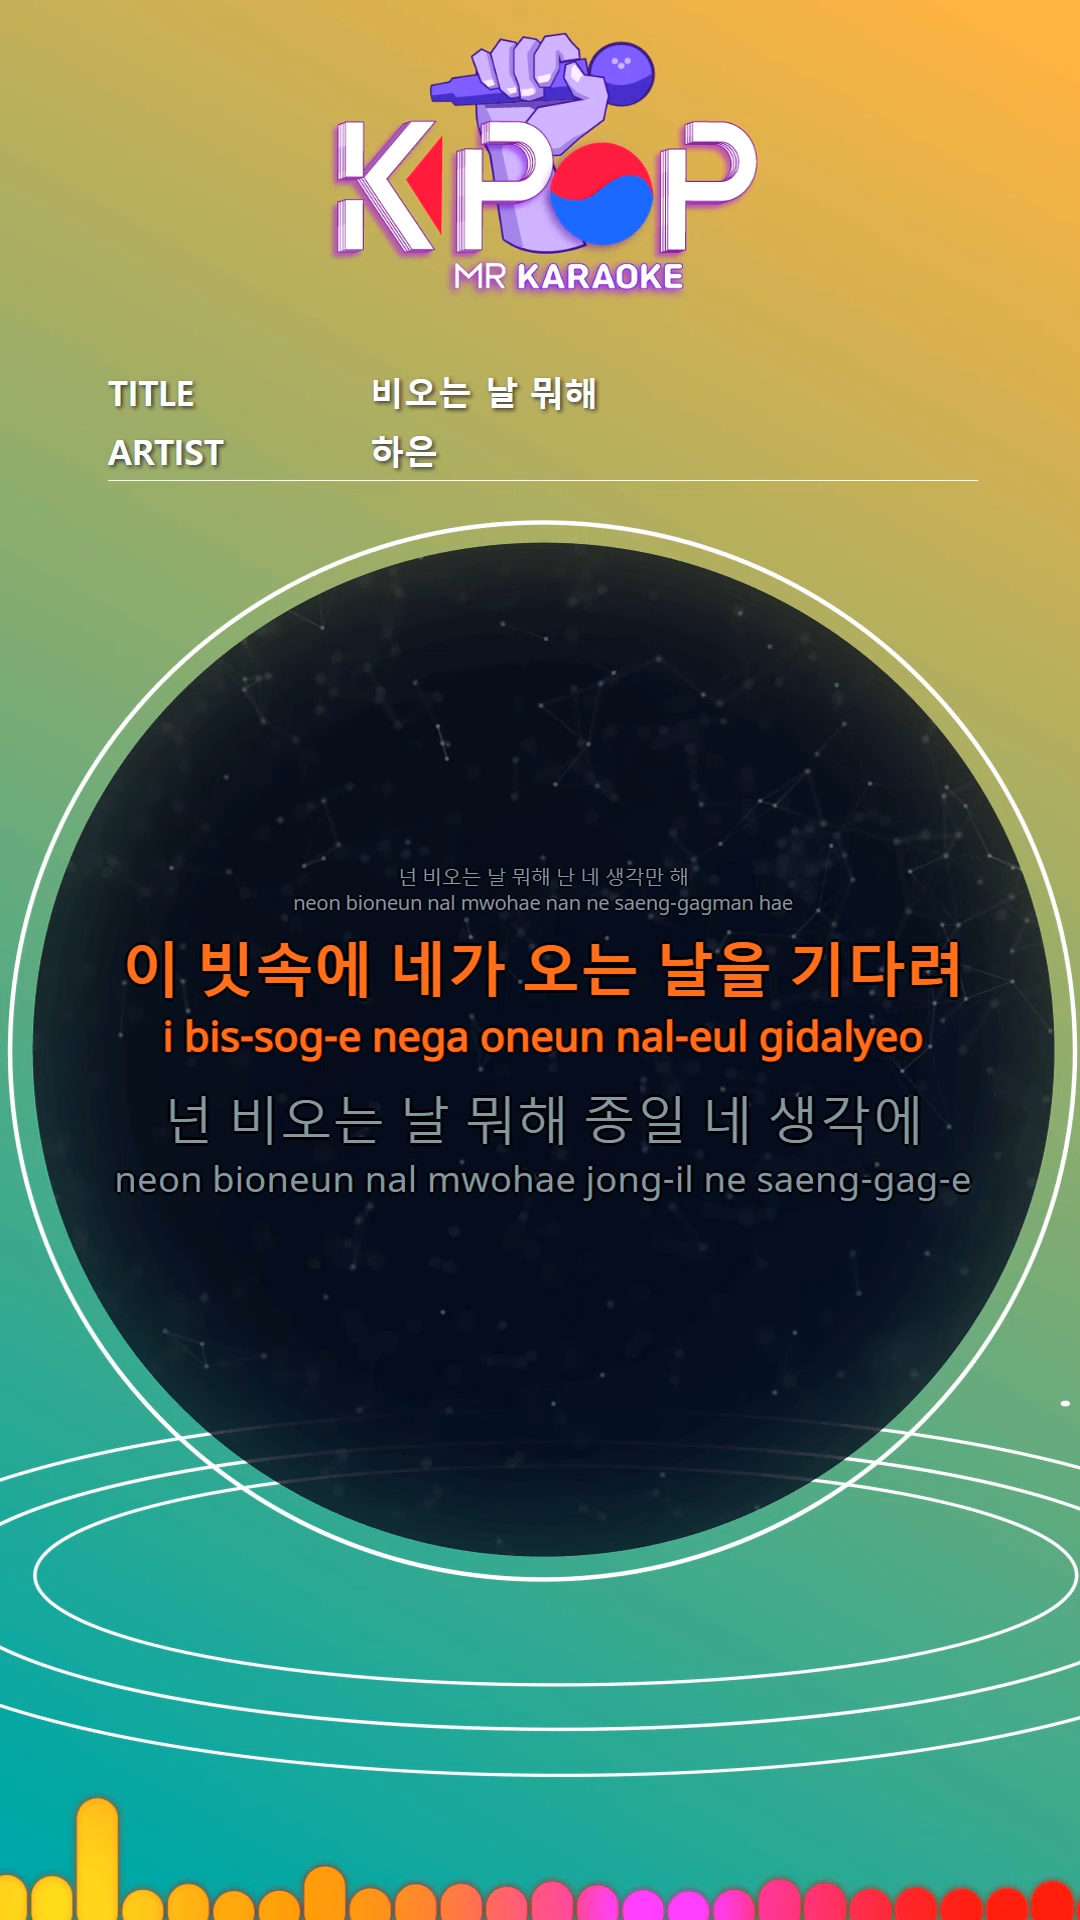 KPOP
MR KARAOKE
TITLE 비오는 날 뭐해
ARTIST 하은
넌 비오는 날 뭐해 난 네 생각만 해
neon bioneun nal mwohae nan ne saeng-gagman hae
이 빗속에 네가 오는 날을 기다려
i bis-sog-e nega oneun nal-eul gidalyeo
넌 비오는 날 뭐해 종일 네 생각에
neon bioneun nal mwohae jong-il ne saeng-gag-e